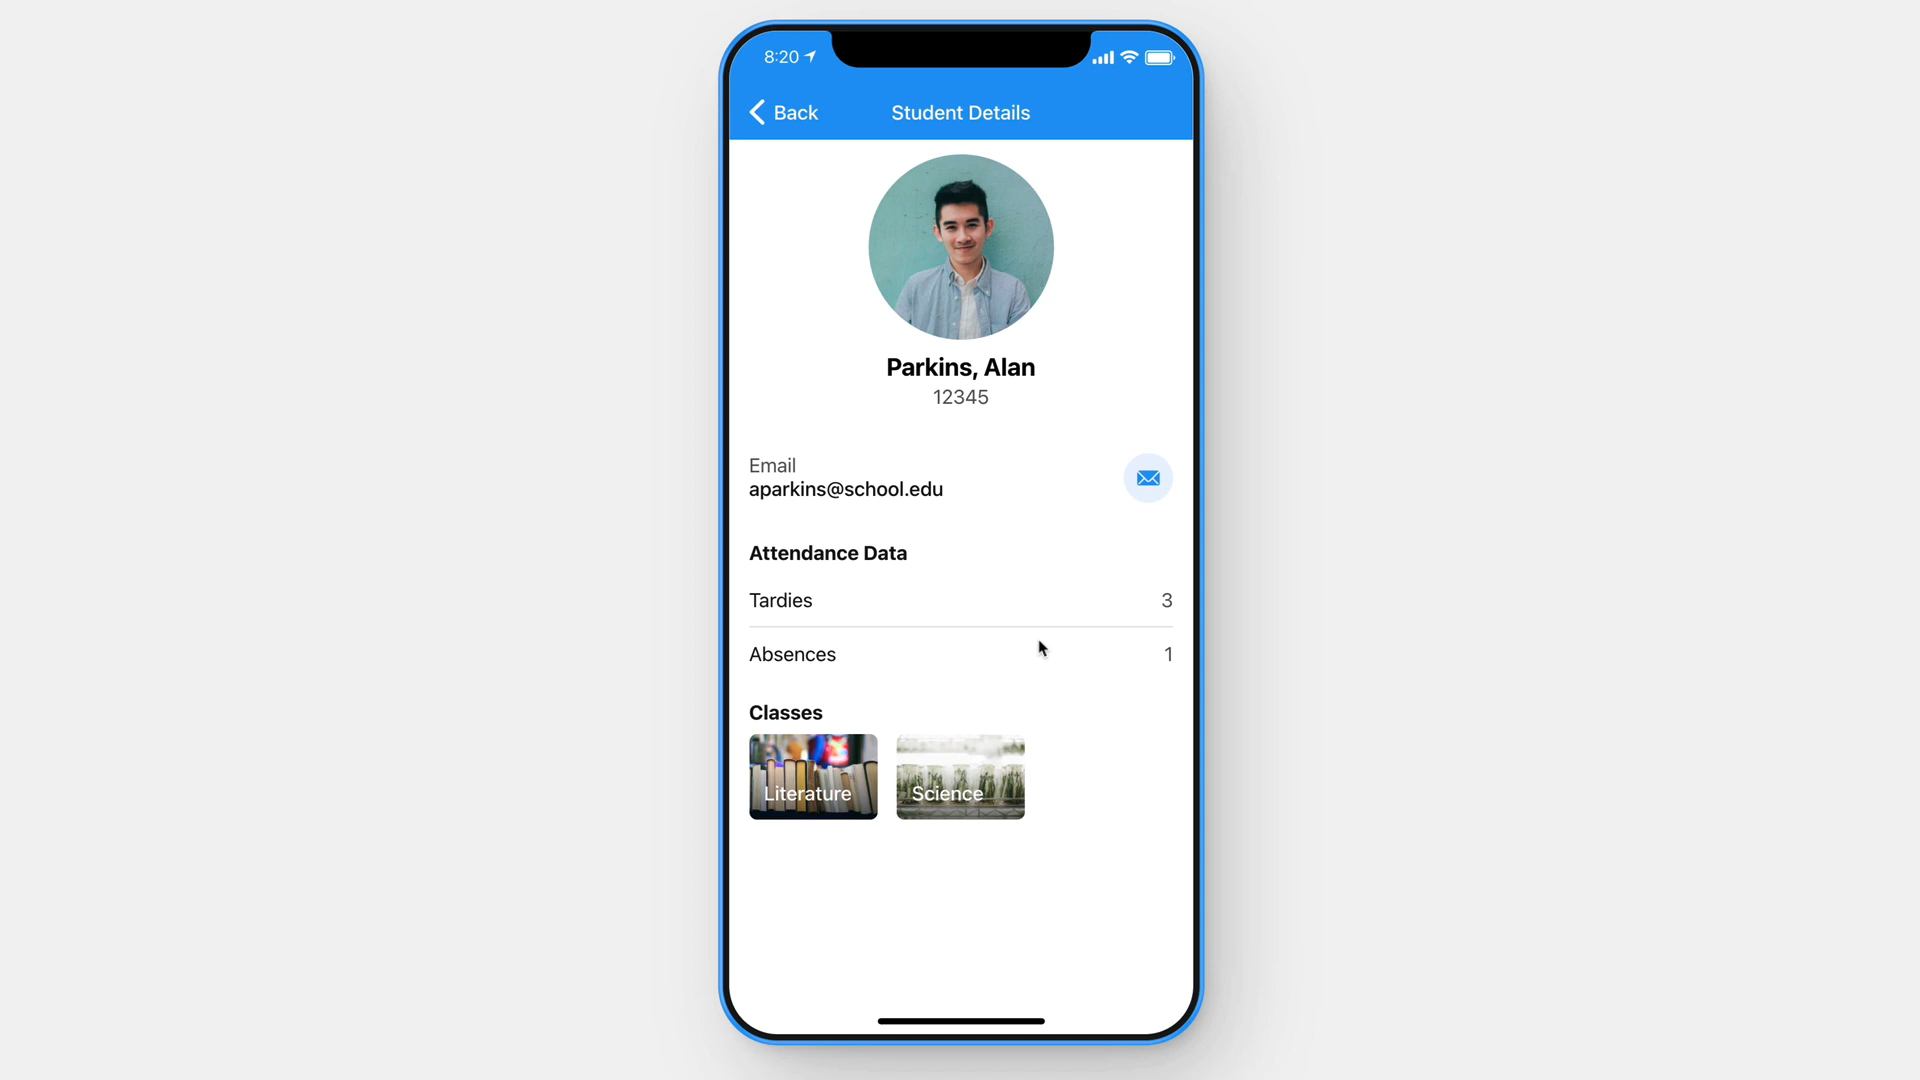 8:20
Back
Student Details
Parkins, Alan
12345
Email
aparkins@school.edu
Attendance Data
Tardies 3
Absences 1
Classes
Literature Science